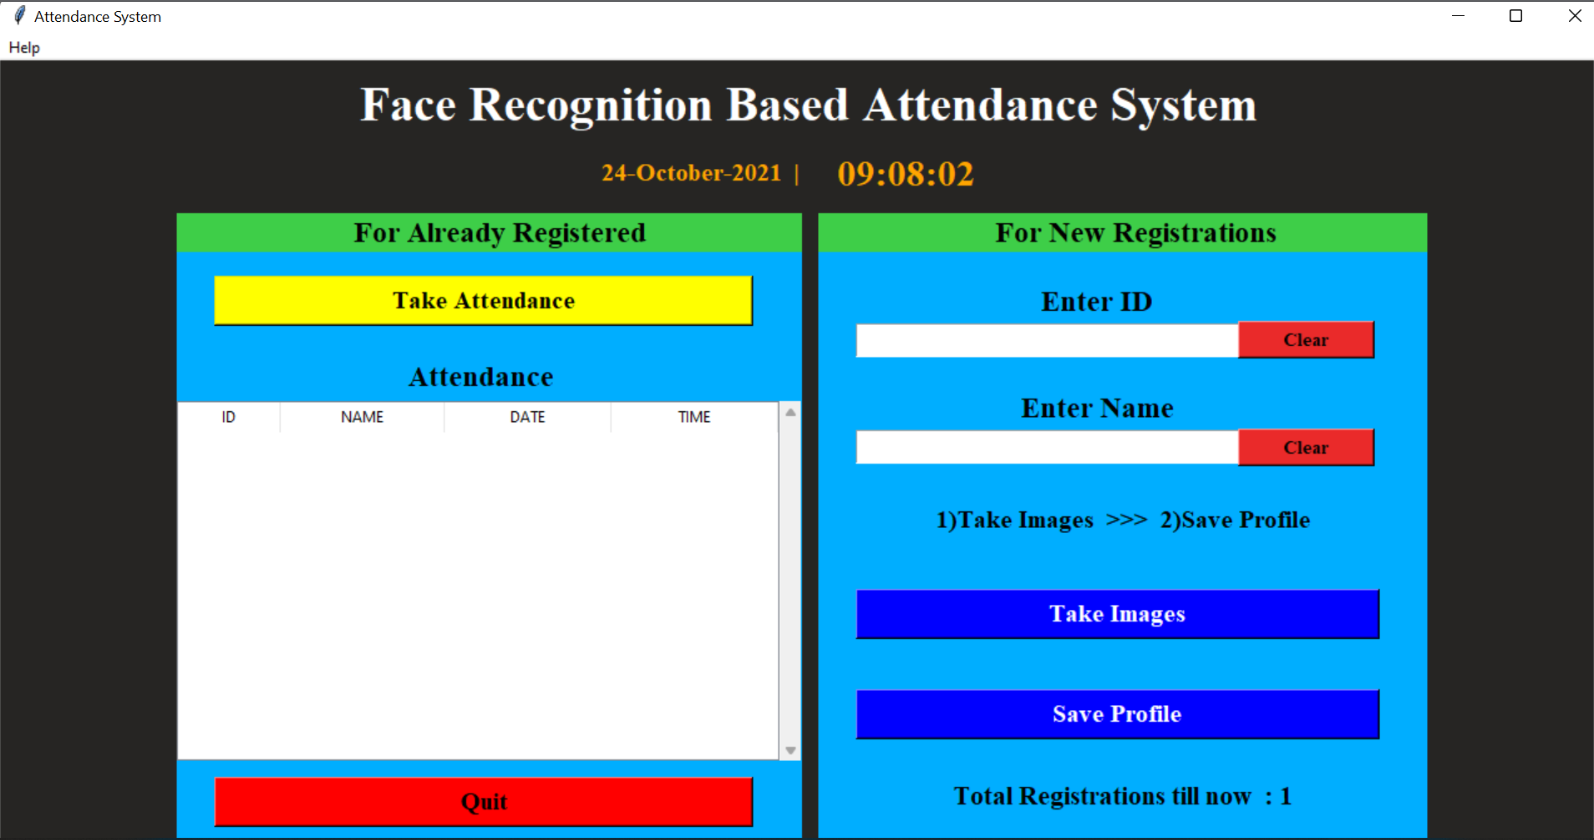 Attendance System
Help
Face Recognition Based Attendance System
24-October-2021 | 09:08:02
For Already Registered
Take Attendance
Attendance
ID NAME DATE TIME
Quit
For New Registrations
Enter ID
Clear
Enter Name
Clear
1)Take Images >>> 2)Save Profile
Take Images
Save Profile
Total Registrations till now : 1